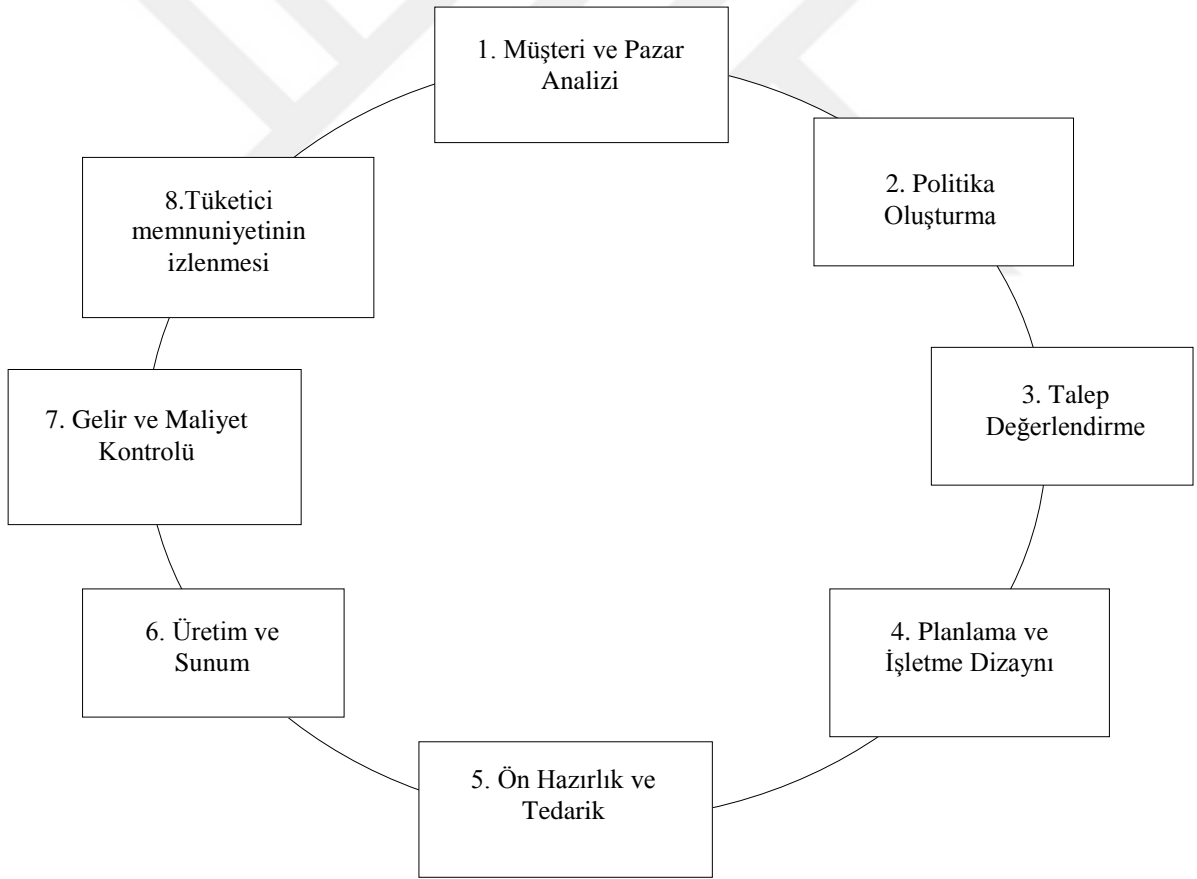 1. Müşteri ve Pazar
Analizi
2. Politika
Oluşturma
3. Talep
Değerlendirme
4. Planlama ve
İşletme Dizaynı
5. Ön Hazırlık ve
Tedarik
6. Üretim ve
Sunum
7. Gelir ve Maliyet
Kontrolü
8.Tüketici
memnuniyetinin
izlenmesi